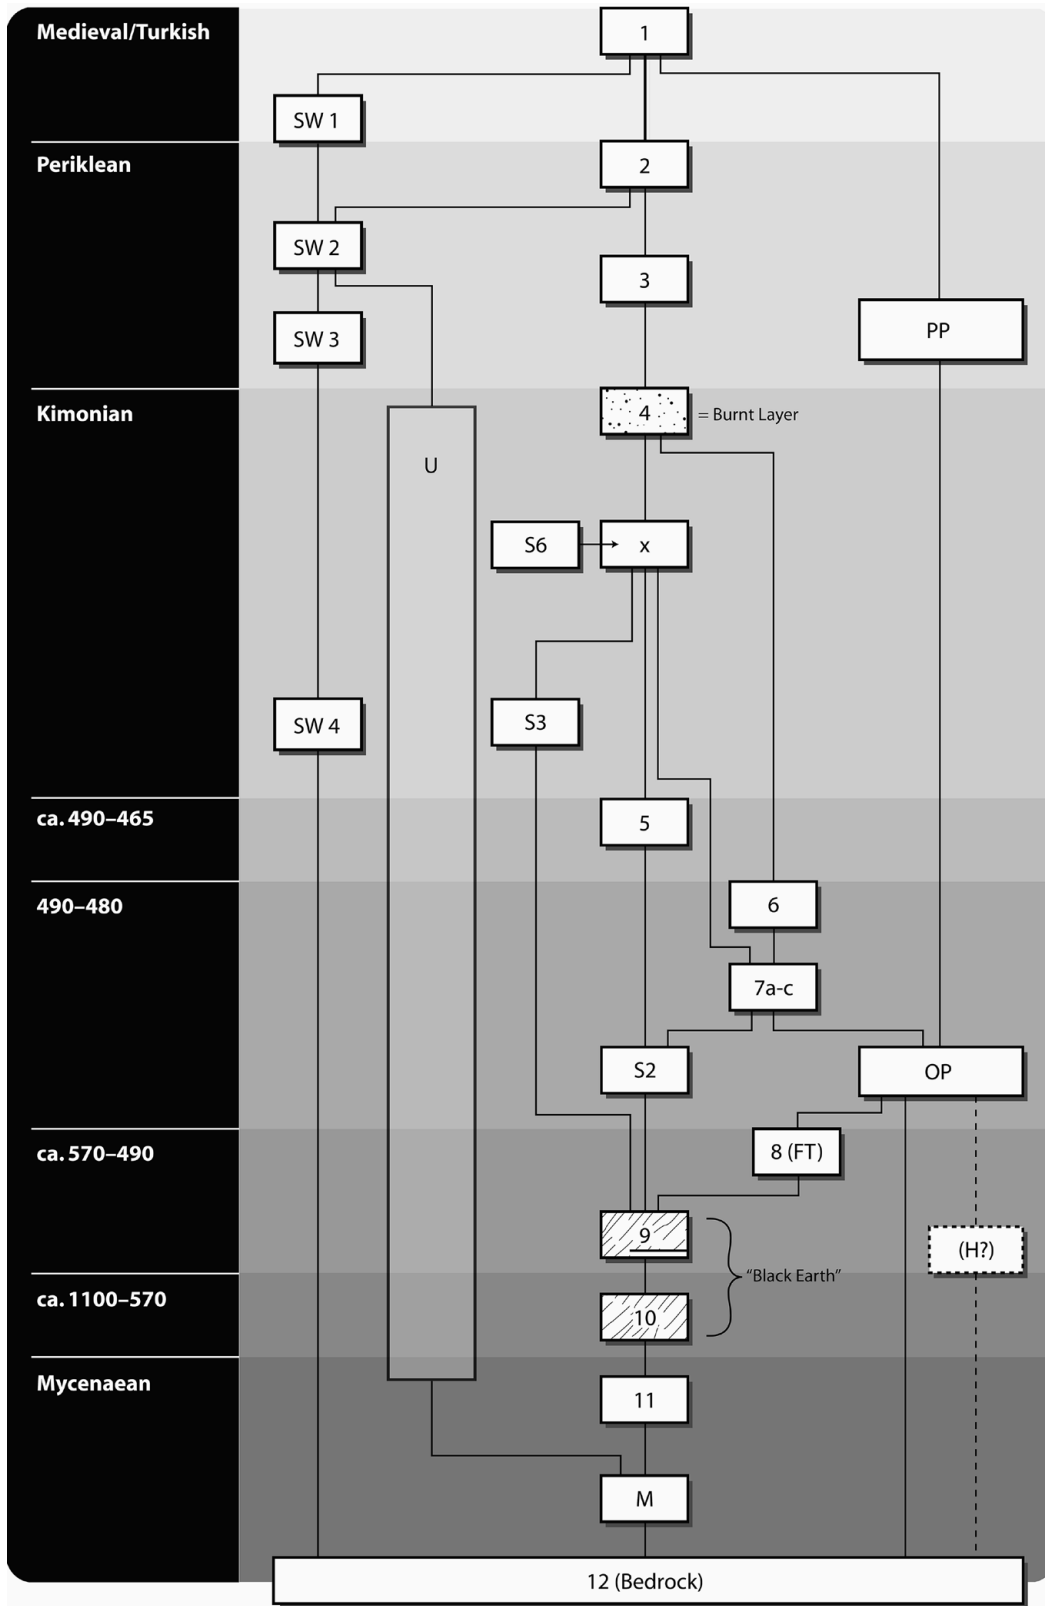 Medieval/Turkish
1
SW 1
Periklean
2
SW 2
3
SW 3
PP
Kimonian
4
= Burnt Layer
U
S6
x
SW 4
S3
ca. 490–465
5
490–480
6
7a-c
S2
OP
ca. 570–490
8 (FT)
9
(H?)
"Black Earth"
ca. 1100–570
10
Mycenaean
11
M
12 (Bedrock)